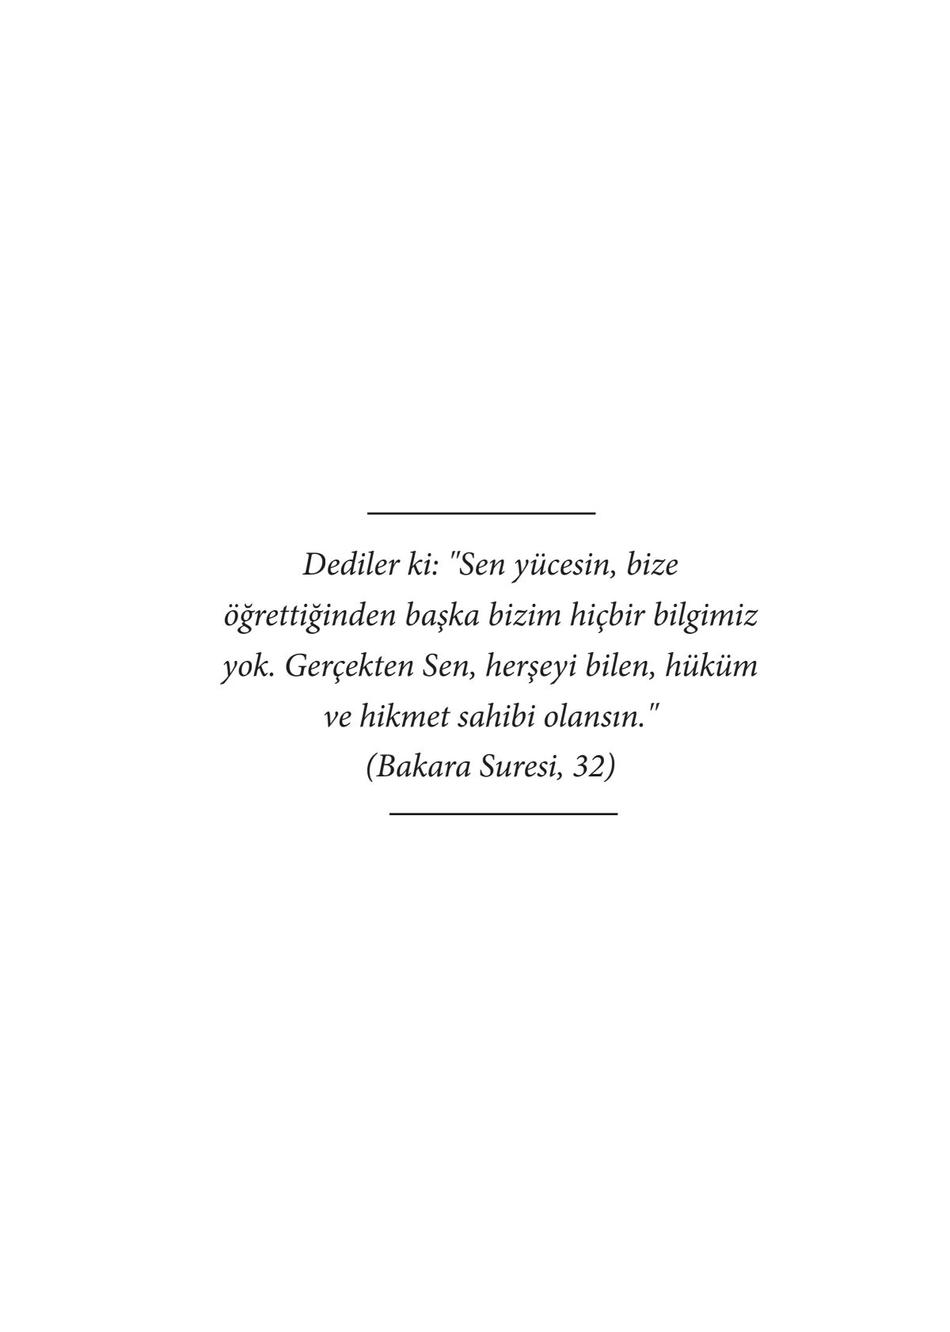 Dediler ki: "Sen yücesin, bize
öğrettiğinden başka bizim hiçbir bilgimiz
yok. Gerçekten Sen, herşeyi bilen, hüküm
ve hikmet sahibi olansın."
(Bakara Suresi, 32)